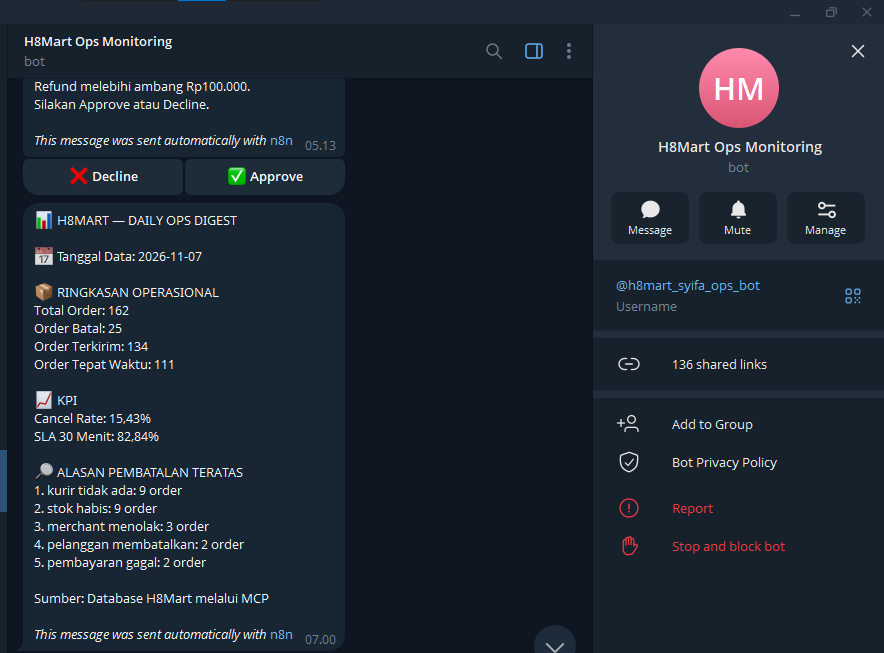 H8Mart Ops Monitoring
bot
Refund melebihi ambang Rp100.000.
Silakan Approve atau Decline.
This message was sent automatically with n8n
05.13
❌ Decline
✅ Approve
📊 H8MART — DAILY OPS DIGEST
📅 Tanggal Data: 2026-11-07
📦 RINGKASAN OPERASIONAL
Total Order: 162
Order Batal: 25
Order Terkirim: 134
Order Tepat Waktu: 111
📈 KPI
Cancel Rate: 15,43%
SLA 30 Menit: 82,84%
🔎 ALASAN PEMBATALAN TERATAS
1. kurir tidak ada: 9 order
2. stok habis: 9 order
3. merchant menolak: 3 order
4. pelanggan membatalkan: 2 order
5. pembayaran gagal: 2 order
Sumber: Database H8Mart melalui MCP
This message was sent automatically with n8n
07.00
HM
H8Mart Ops Monitoring
bot
Message
Mute
Manage
@h8mart_syifa_ops_bot
Username
136 shared links
Add to Group
Bot Privacy Policy
Report
Stop and block bot